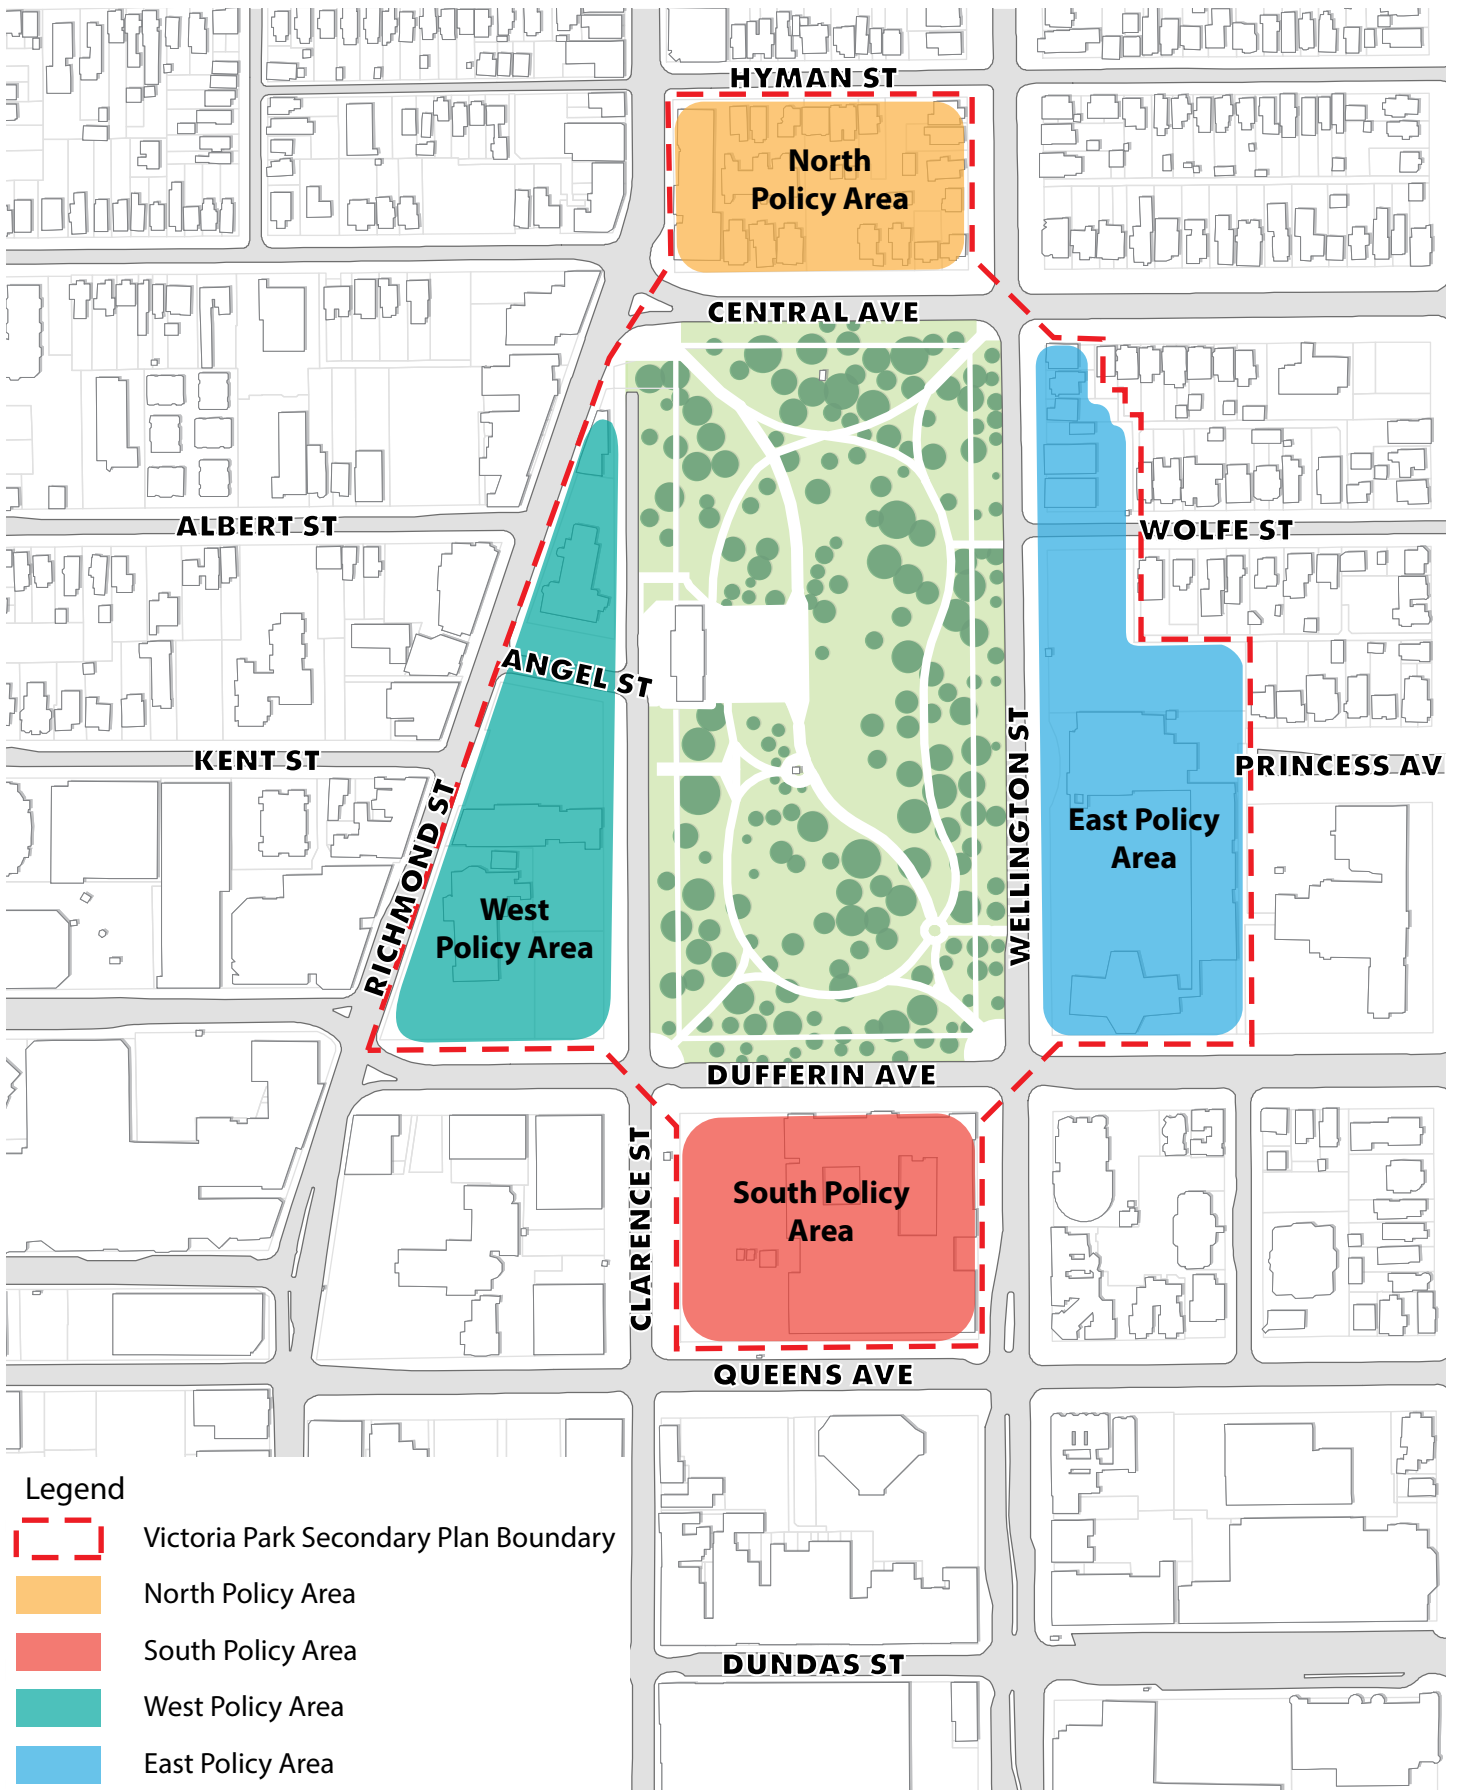 HYMAN ST
North
Policy Area
CENTRAL AVE
ALBERT ST
WOLFE ST
ANGEL ST
KENT ST
PRINCESS AV
RICHMOND ST
WELLINGTON ST
East Policy
Area
West
Policy Area
DUFFERIN AVE
CLARENCE ST
South Policy
Area
QUEENS AVE
DUNDAS ST
Legend
Victoria Park Secondary Plan Boundary
North Policy Area
South Policy Area
West Policy Area
East Policy Area